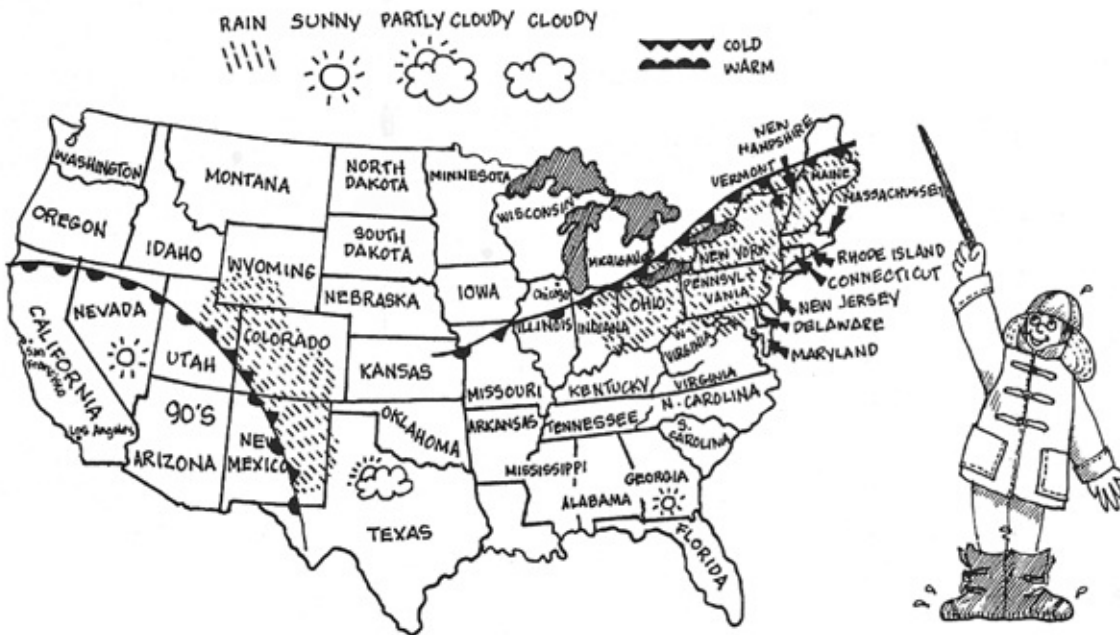 RAIN SUNNY PARTLY CLOUDY CLOUDY
COLD
WARM
WASHINGTON
MONTANA
NORTH
DAKOTA
MINNESOTA
OREGON
IDAHO
WYOMING
SOUTH
DAKOTA
WISCONSIN
MICHIGAN
VERMONT
NEW
HAMPSHIRE
MAINE
MASSACHUSSET
NEW YORK
RHODE ISLAND
CONNECTICUT
NEW JERSEY
DELAWARE
MARYLAND
PENNSYL
VANIA
NEVADA
CALIFORNIA
San
Francisco
Los Angeles
UTAH
COLORADO
NEBRASKA
IOWA
Chicago
ILLINOIS
INDIANA
OHIO
W.
VIRGINIA
VIRGINIA
KANSAS
MISSOURI
KENTUCKY
90'S
ARIZONA
NEW
MEXICO
OKLAHOMA
ARKANSAS
TENNESSEE
N. CAROLINA
S.
CAROLINA
TEXAS
MISSISSIPPI
ALABAMA
GEORGIA
FLORIDA